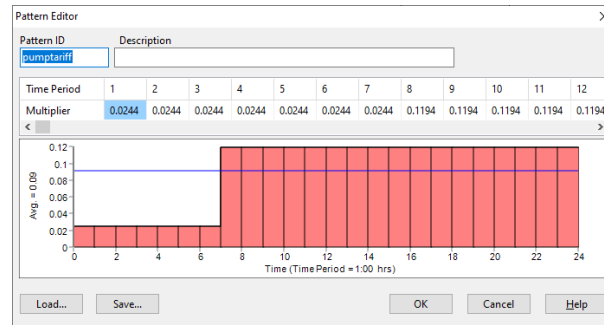 Pattern Editor
Pattern ID Description
pumptariff
Time Period 1 2 3 4 5 6 7 8 9 10 11 12
Multiplier 0.0244 0.0244 0.0244 0.0244 0.0244 0.0244 0.0244 0.1194 0.1194 0.1194 0.1194 0.1194
0.12
0.1
0.08
0.06
0.04
0.02
0
Avg. = 0.09
0 2 4 6 8 10 12 14 16 18 20 22 24
Time (Time Period = 1:00 hrs)
Load... Save... OK Cancel Help